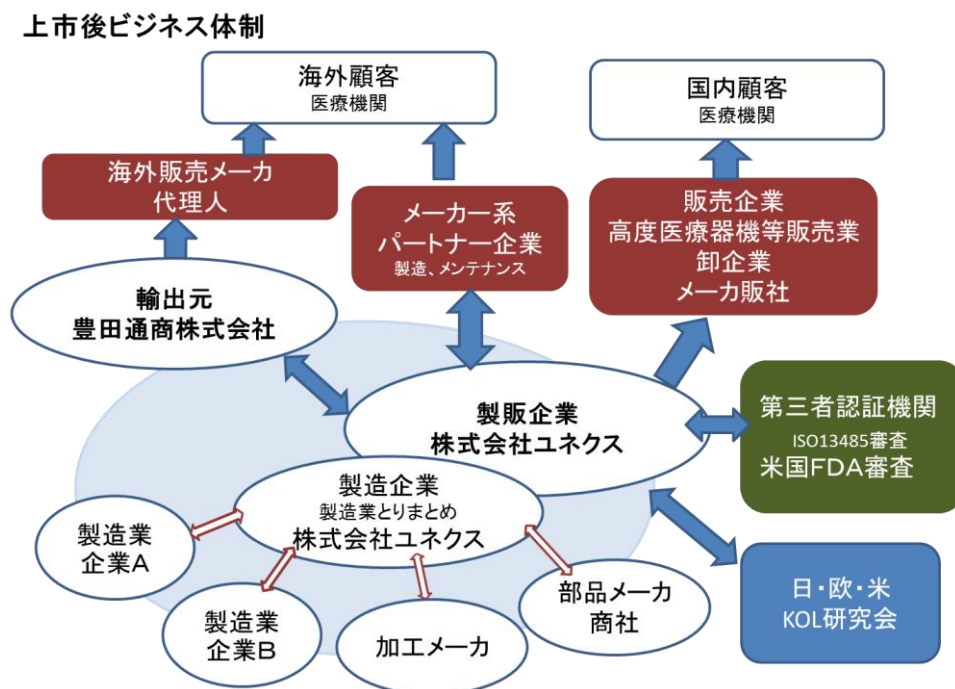 上市後ビジネス体制
海外顧客
医療機関
国内顧客
医療機関
海外販売メーカ
代理人
メーカー系
パートナー企業
製造、メンテナンス
販売企業
高度医療器機等販売業
卸企業
メーカ販社
輸出元
豊田通商株式会社
製販企業
株式会社ユネクス
第三者認証機関
ISO13485審査
米国FDA審査
製造企業
製造業とりまとめ
株式会社ユネクス
製造業
企業A
製造業
企業B
加工メーカ
部品メーカ
商社
日・欧・米
KOL研究会